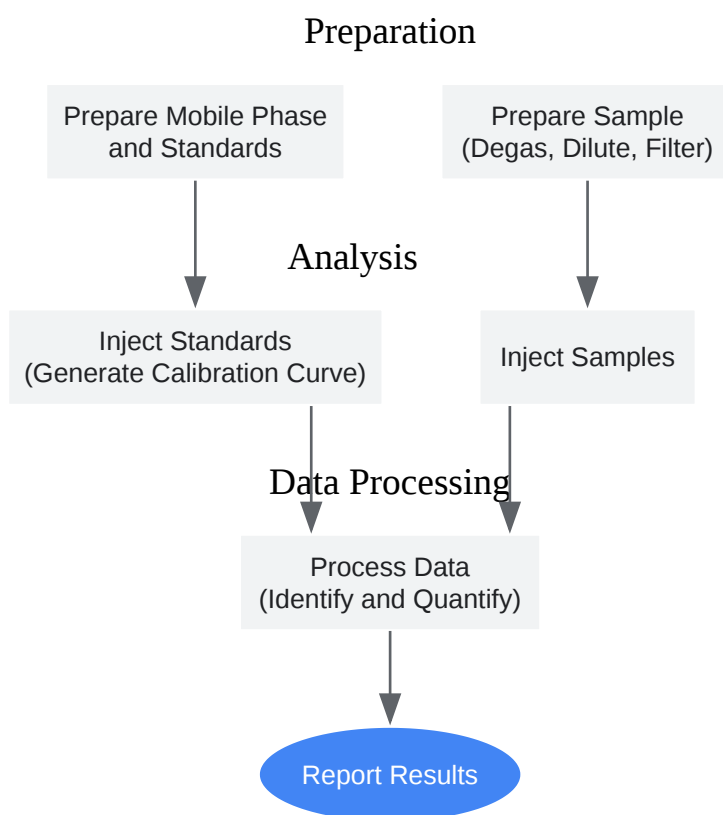 Preparation
Prepare Mobile Phase
and Standards
Prepare Sample
(Degas, Dilute, Filter)
Analysis
Inject Standards
(Generate Calibration Curve)
Inject Samples
Data Processing
Process Data
(Identify and Quantify)
Report Results